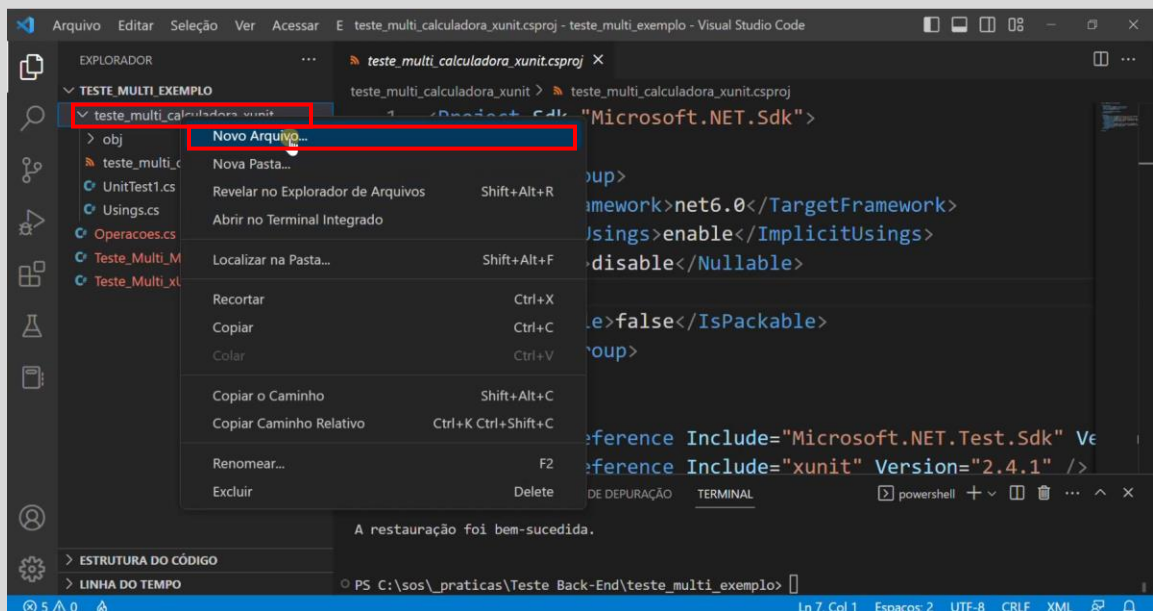 Arquivo Editar Seleção Ver Acessar E teste_multi_calculadora_xunit.csproj - teste_multi_exemplo - Visual Studio Code
EXPLORADOR
teste_multi_calculadora_xunit.csproj
TESTE_MULTI_EXEMPLO
teste_multi_calculadora_xunit > teste_multi_calculadora_xunit.csproj
teste_multi_calculadora_xunit
1 <Project Sdk="Microsoft.NET.Sdk">
obj
Novo Arquivo...
teste_multi_c
Nova Pasta...
oup>
UnitTest1.cs
Revelar no Explorador de Arquivos Shift+Alt+R
amework>net6.0</TargetFramework>
Usings.cs
Abrir no Terminal Integrado
Usings>enable</ImplicitUsings>
Operacoes.cs
Teste_Multi_M
Localizar na Pasta... Shift+Alt+F
>disable</Nullable>
Teste_Multi_xU
Recortar Ctrl+X
Copiar Ctrl+C
le>false</IsPackable>
Colar Ctrl+V
roup>
Copiar o Caminho Shift+Alt+C
Copiar Caminho Relativo Ctrl+K Ctrl+Shift+C
eference Include="Microsoft.NET.Test.Sdk" Ve
Renomear... F2
eference Include="xunit" Version="2.4.1" />
Excluir Delete
DE DEPURAÇÃO TERMINAL powershell
A restauração foi bem-sucedida.
ESTRUTURA DO CÓDIGO
LINHA DO TEMPO
PS C:\sos\_praticas\Teste Back-End\teste_multi_exemplo>
5 0 Ln 7, Col 1 Espaços: 2 UTF-8 CRLF XML